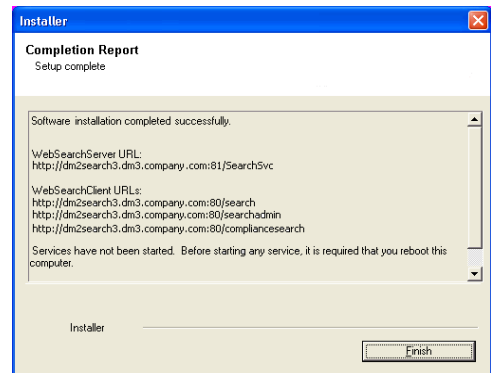 Installer
Completion Report
Setup complete
Software installation completed successfully.
WebSearchServer URL:
http://dm2search3.dm3.company.com:81/SearchSvc
WebSearchClient URLs:
http://dm2search3.dm3.company.com:80/search
http://dm2search3.dm3.company.com:80/searchadmin
http://dm2search3.dm3.company.com:80/compliancesearch
Services have not been started. Before starting any service, it is required that you reboot this
computer.
Installer
Finish